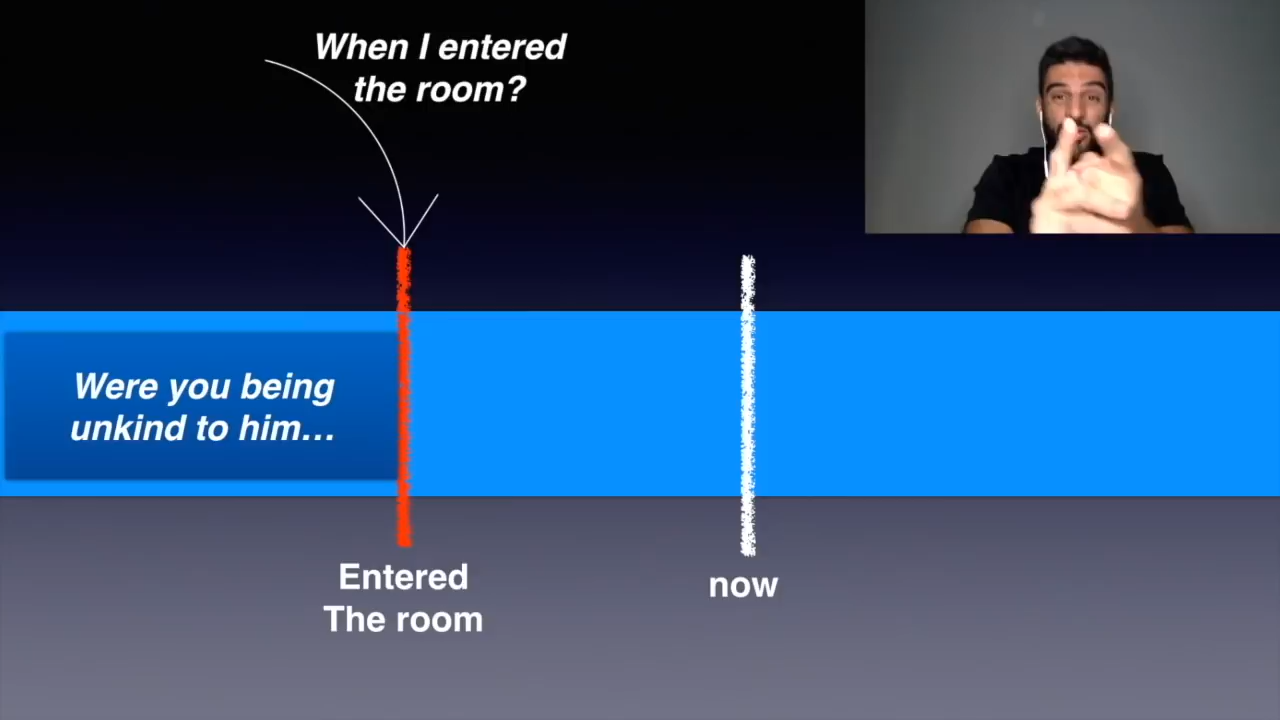 When I entered
the room?
Were you being
unkind to him...
Entered
The room
now